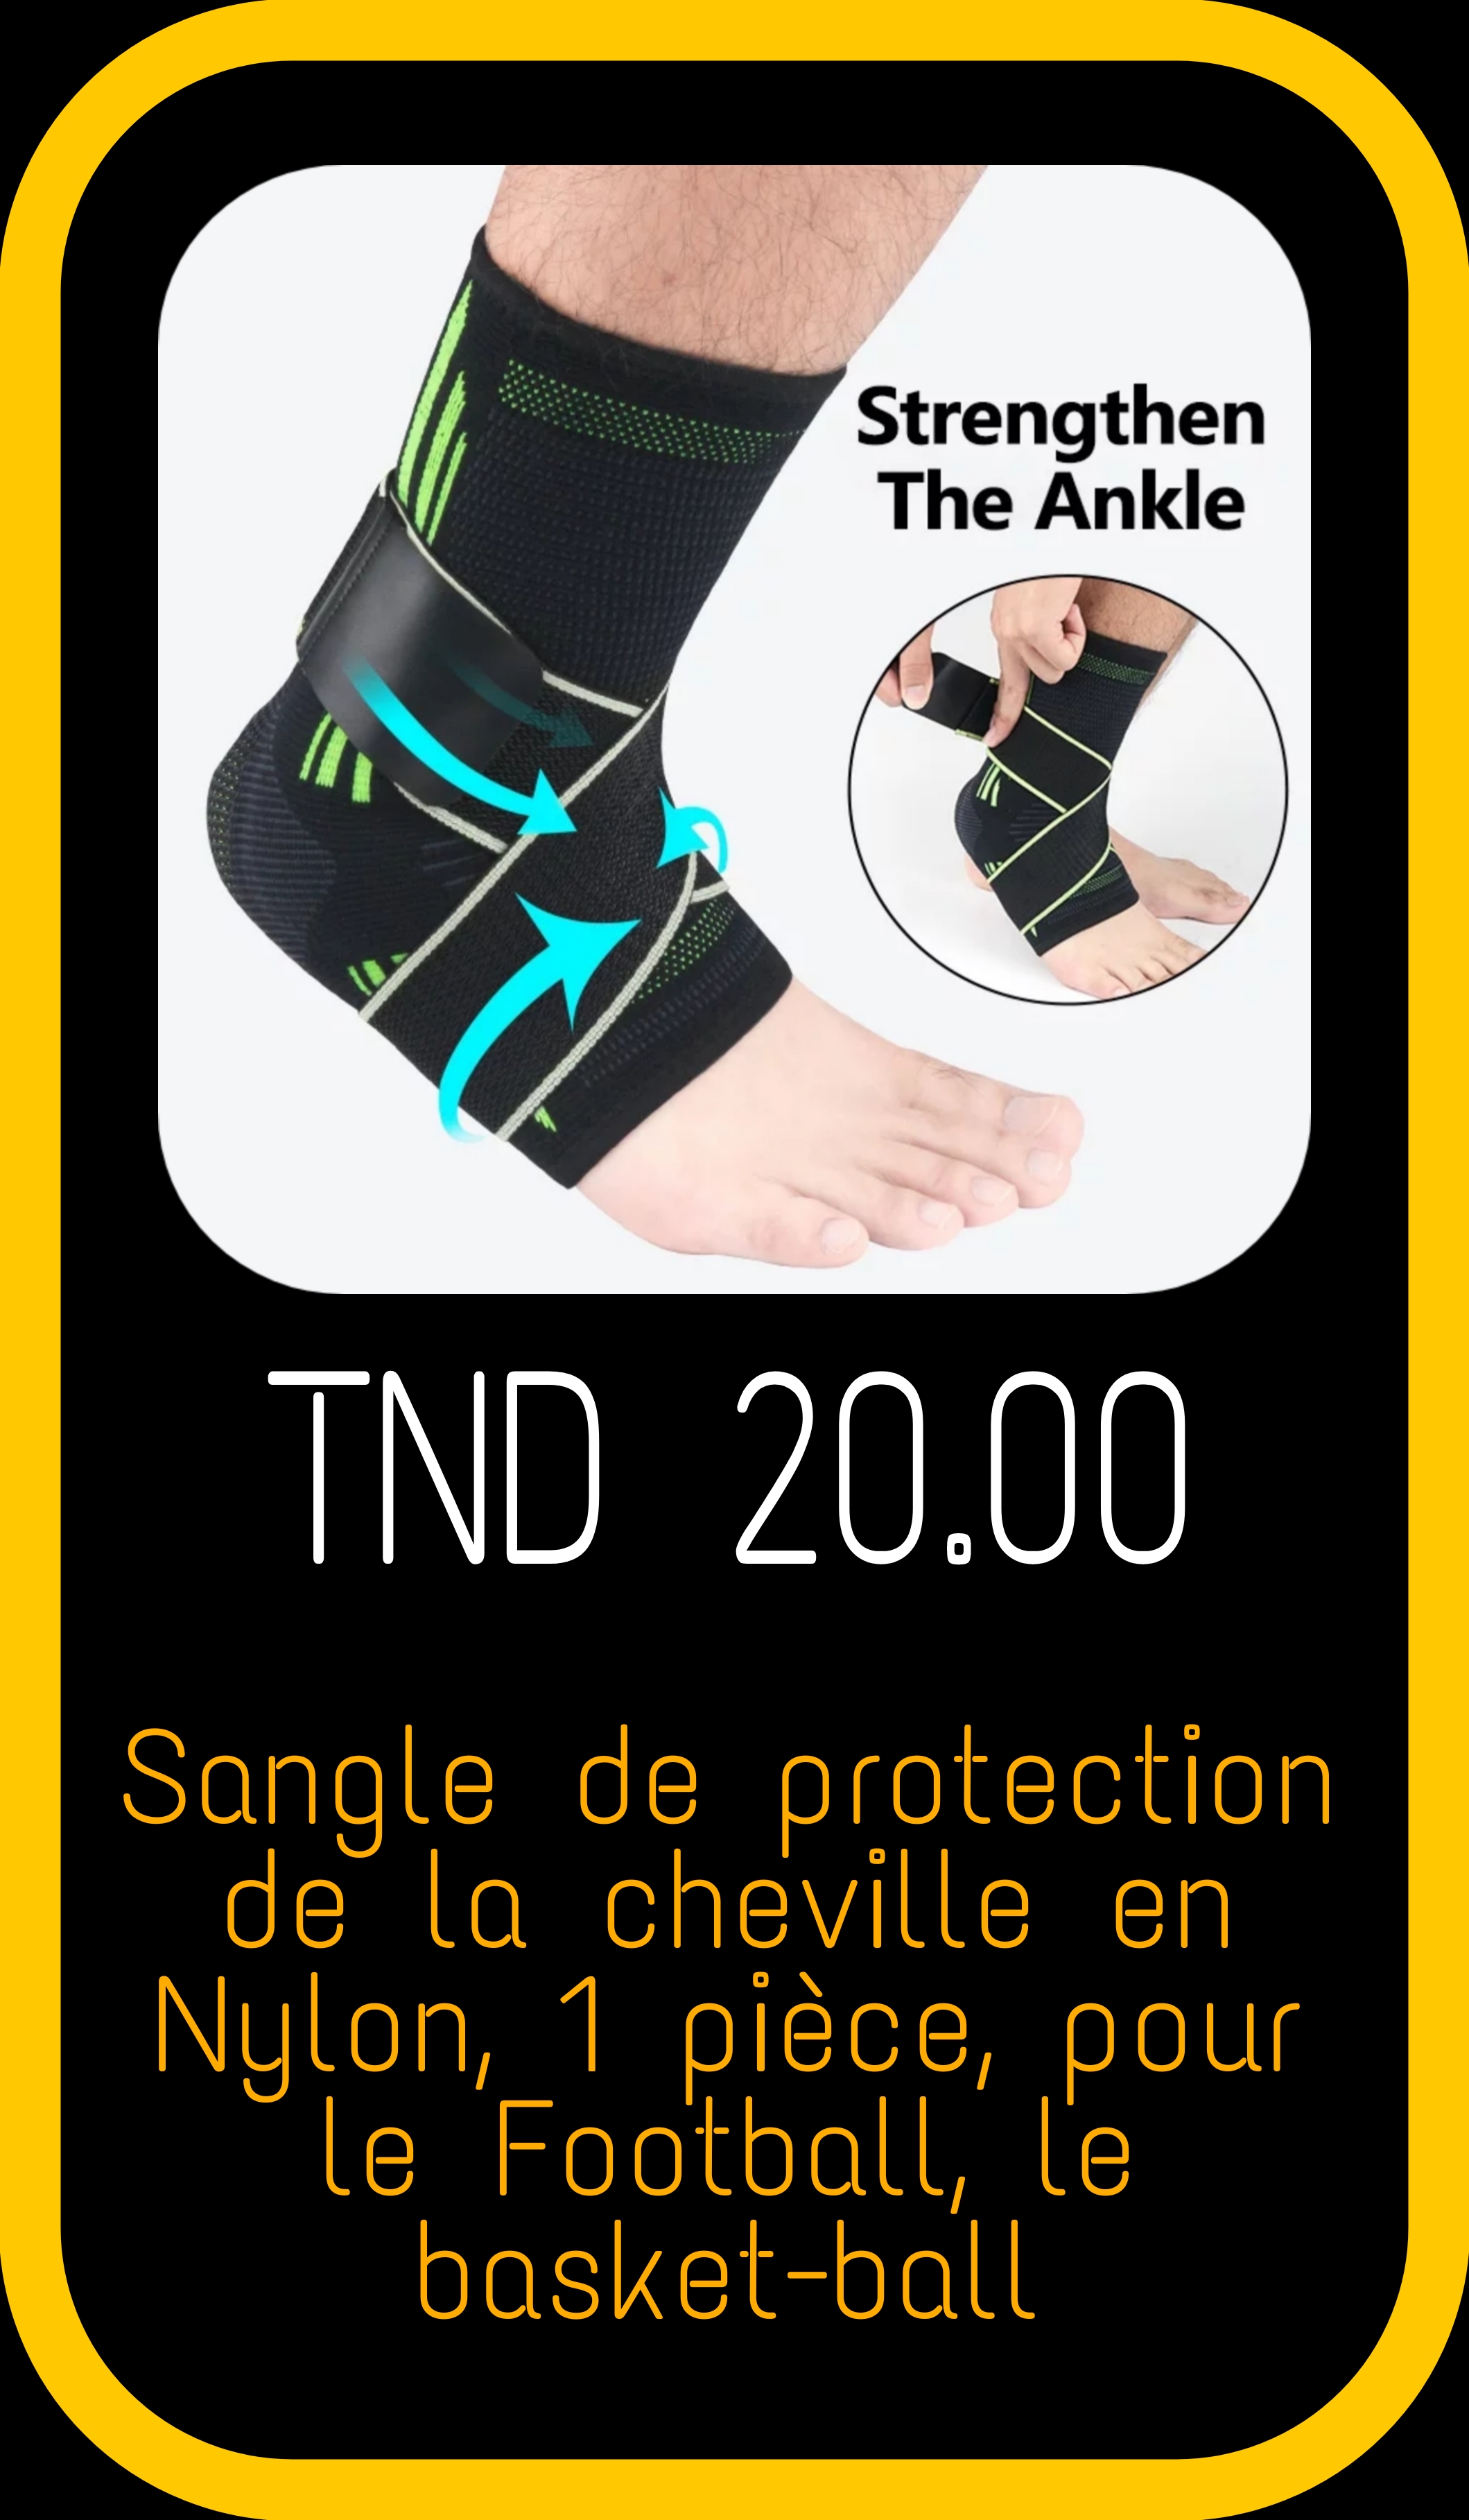 Strengthen
The Ankle
TND 20.00
Sangle de protection
de la cheville en
Nylon, 1 pièce, pour
le Football, le
basket-ball